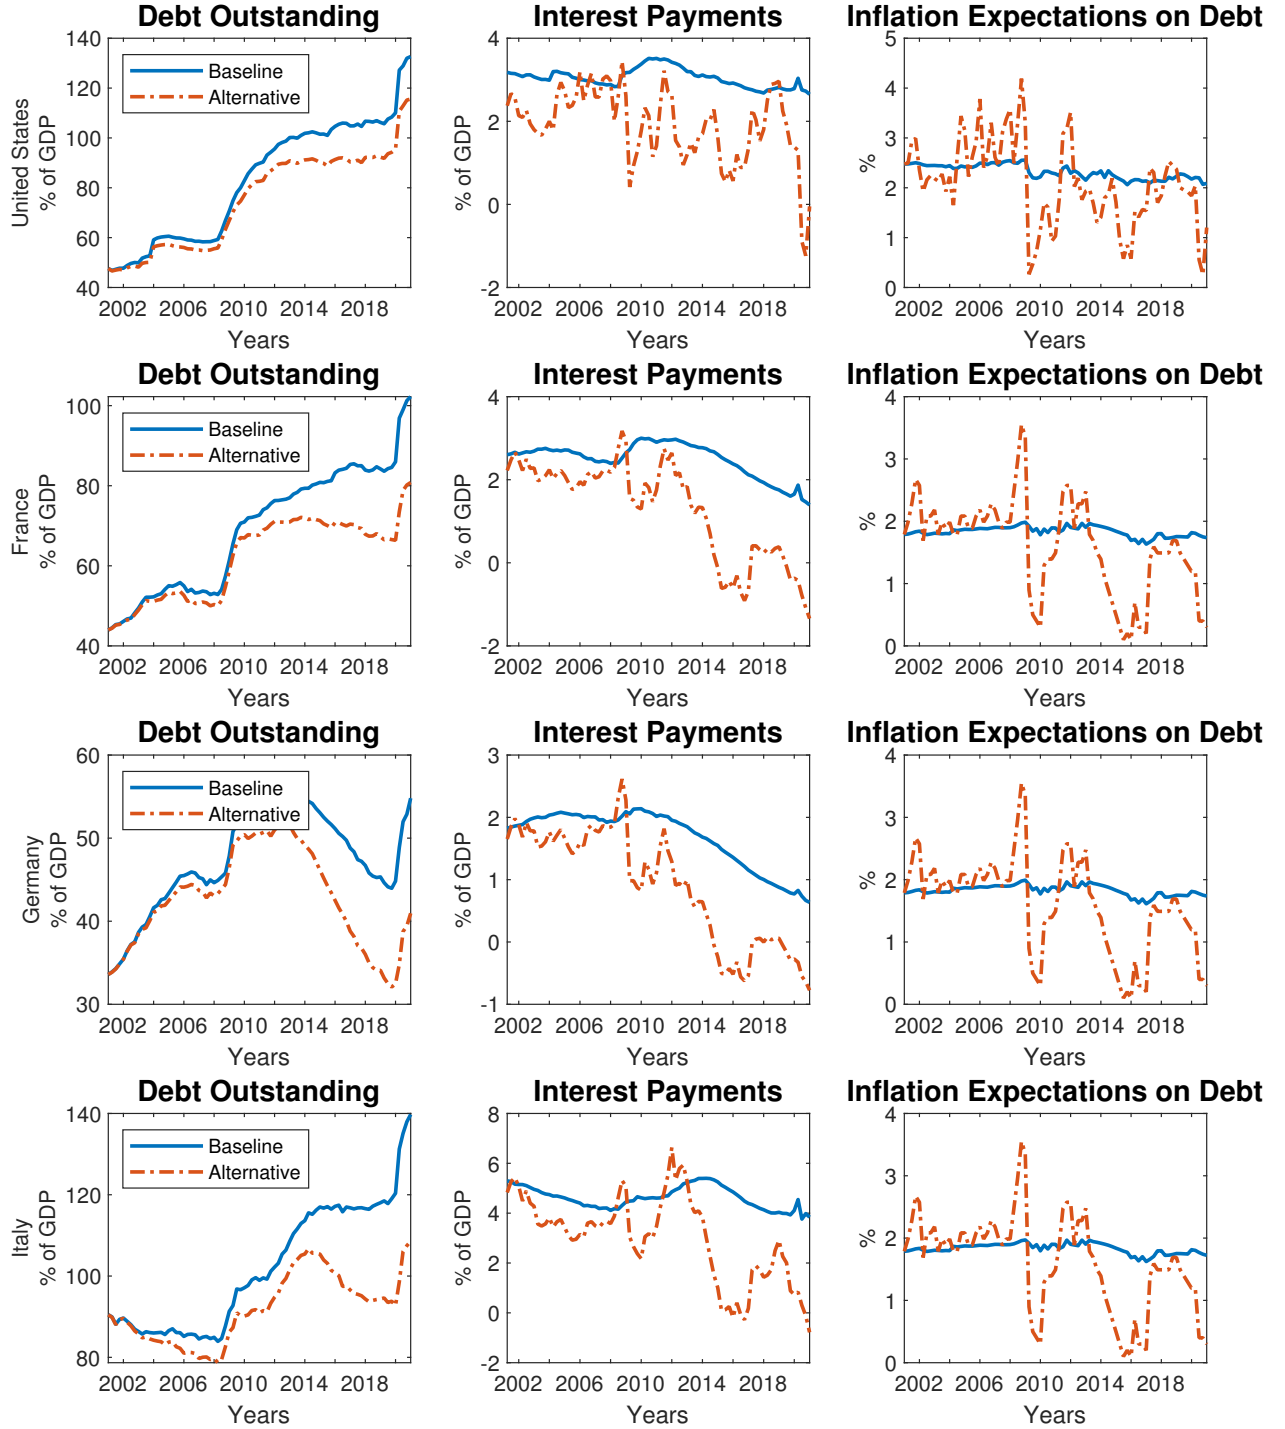 Debt Outstanding
Interest Payments
Inflation Expectations on Debt
United States
% of GDP
140
120
100
80
60
40
Baseline
Alternative
2002 2006 2010 2014 2018
Years
% of GDP
4
2
0
-2
2002 2006 2010 2014 2018
Years
%
5
4
3
2
1
0
2002 2006 2010 2014 2018
Years
Debt Outstanding
Interest Payments
Inflation Expectations on Debt
France
% of GDP
100
80
60
40
Baseline
Alternative
2002 2006 2010 2014 2018
Years
% of GDP
4
2
0
-2
2002 2006 2010 2014 2018
Years
%
4
3
2
1
0
2002 2006 2010 2014 2018
Years
Debt Outstanding
Interest Payments
Inflation Expectations on Debt
Germany
% of GDP
60
50
40
30
Baseline
Alternative
2002 2006 2010 2014 2018
Years
% of GDP
3
2
1
0
-1
2002 2006 2010 2014 2018
Years
%
4
3
2
1
0
2002 2006 2010 2014 2018
Years
Debt Outstanding
Interest Payments
Inflation Expectations on Debt
Italy
% of GDP
140
120
100
80
Baseline
Alternative
2002 2006 2010 2014 2018
Years
% of GDP
8
6
4
2
0
-2
2002 2006 2010 2014 2018
Years
%
4
3
2
1
0
2002 2006 2010 2014 2018
Years